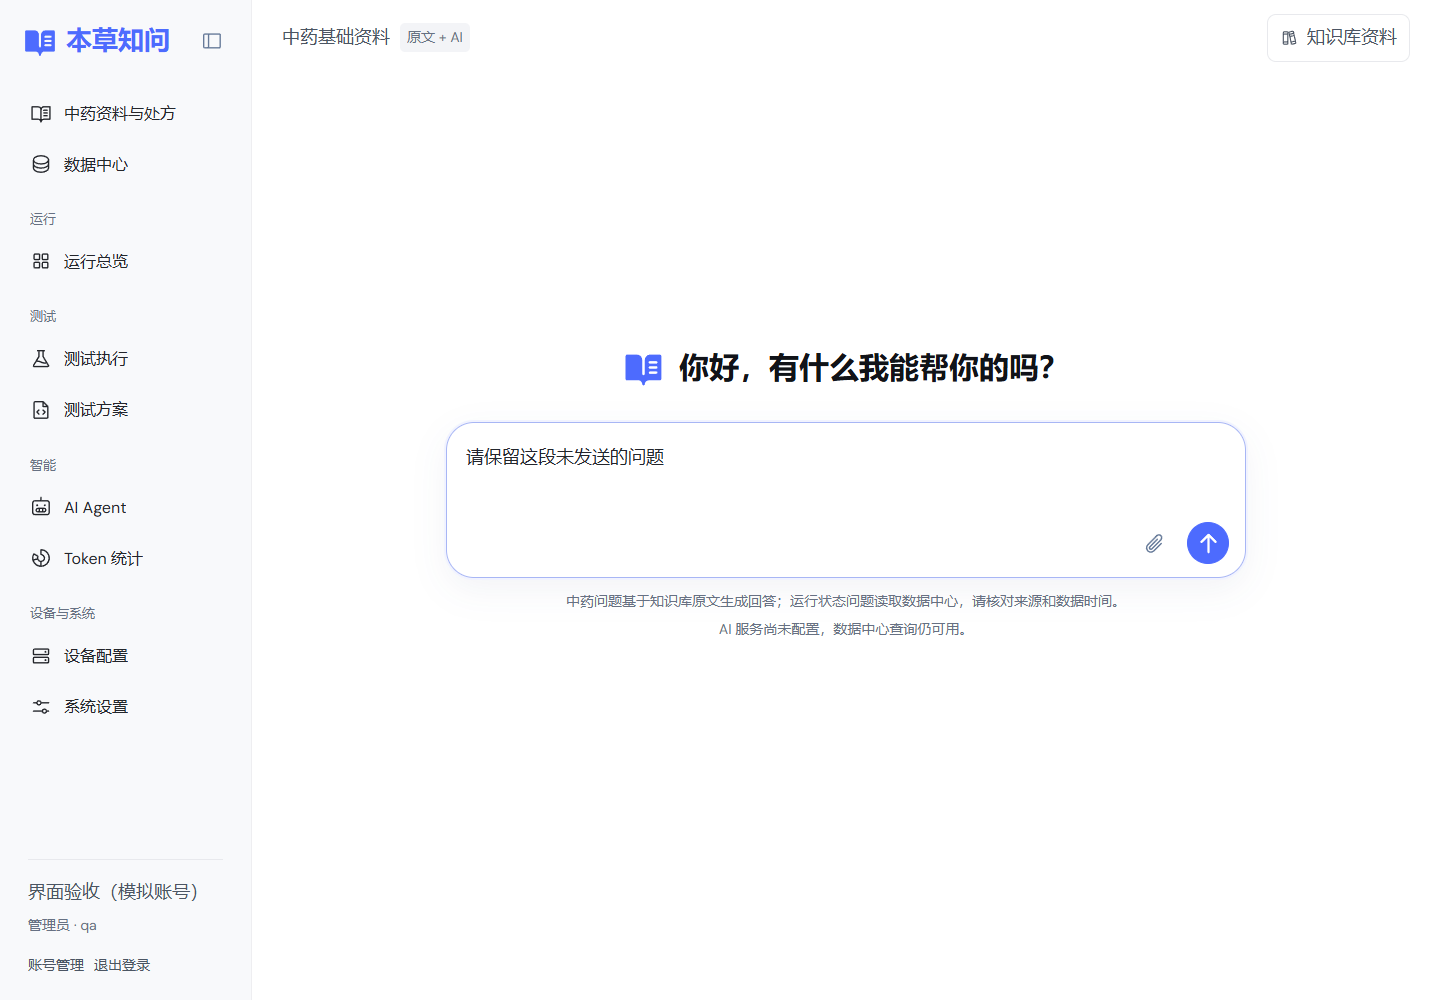 本草知问
中药资料与处方
数据中心
运行
运行总览
测试
测试执行
测试方案
智能
AI Agent
Token 统计
设备与系统
设备配置
系统设置
界面验收（模拟账号）
管理员 · qa
账号管理 退出登录
中药基础资料 原文 + AI
知识库资料
你好，有什么我能帮你的吗？
请保留这段未发送的问题
中药问题基于知识库原文生成回答；运行状态问题读取数据中心，请核对来源和数据时间。
AI 服务尚未配置，数据中心查询仍可用。